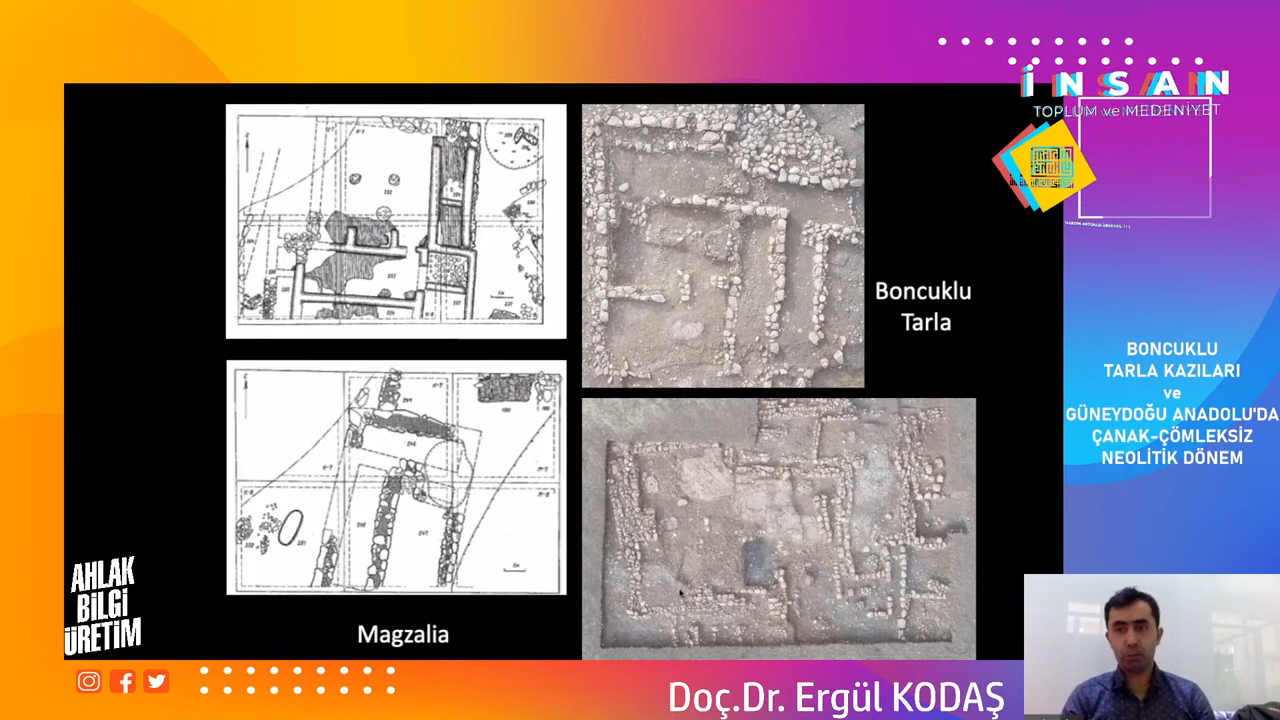 İNSAN
TOPLUM ve MEDENİYET
Boncuklu
Tarla
BONCUKLU
TARLA KAZILARI
ve
GÜNEYDOĞU ANADOLU'DA
ÇANAK-ÇÖMLEKSİZ
NEOLİTİK DÖNEM
AHLAK
BİLGİ
ÜRETİM
Magzalia
Doç.Dr. Ergül KODAŞ